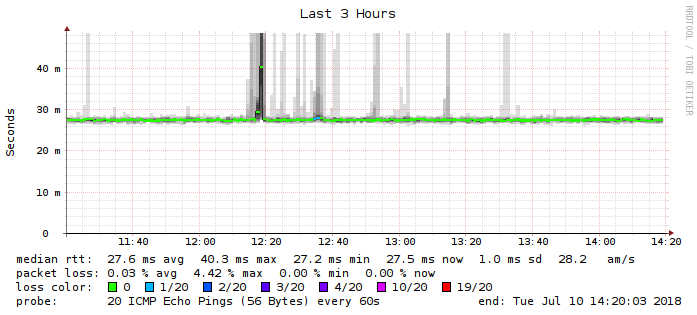 Last 3 Hours
RRDTOOL / TOBI OETIKER
Seconds
40 m
30 m
20 m
10 m
0
11:40 12:00 12:20 12:40 13:00 13:20 13:40 14:00 14:20
median rtt: 27.6 ms avg 40.3 ms max 27.2 ms min 27.5 ms now 1.0 ms sd 28.2 am/s
packet loss: 0.03 % avg 4.42 % max 0.00 % min 0.00 % now
loss color: 0 1/20 2/20 3/20 4/20 10/20 19/20
probe: 20 ICMP Echo Pings (56 Bytes) every 60s end: Tue Jul 10 14:20:03 2018